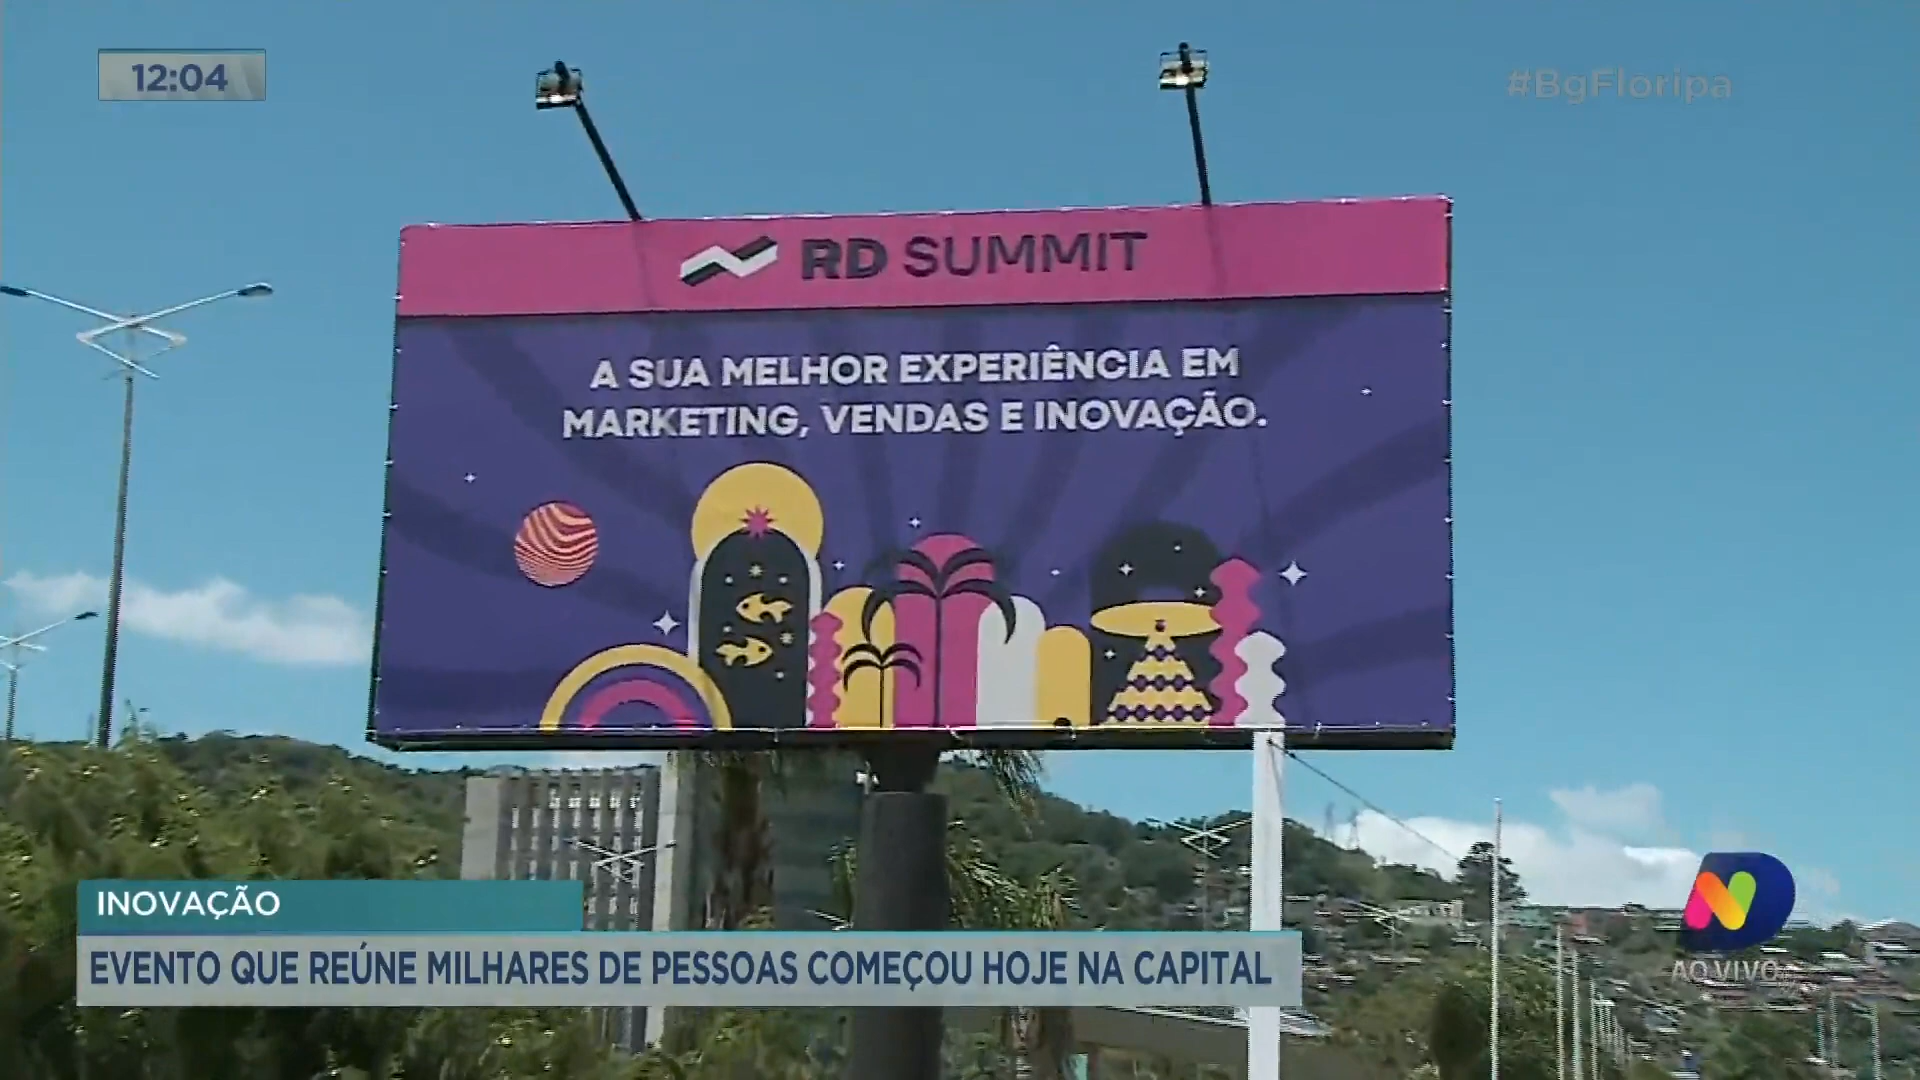 12:04
#BgFloripa
RD SUMMIT
A SUA MELHOR EXPERIÊNCIA EM
MARKETING, VENDAS E INOVAÇÃO.
INOVAÇÃO
EVENTO QUE REÚNE MILHARES DE PESSOAS COMEÇOU HOJE NA CAPITAL
ND
AO VIVO